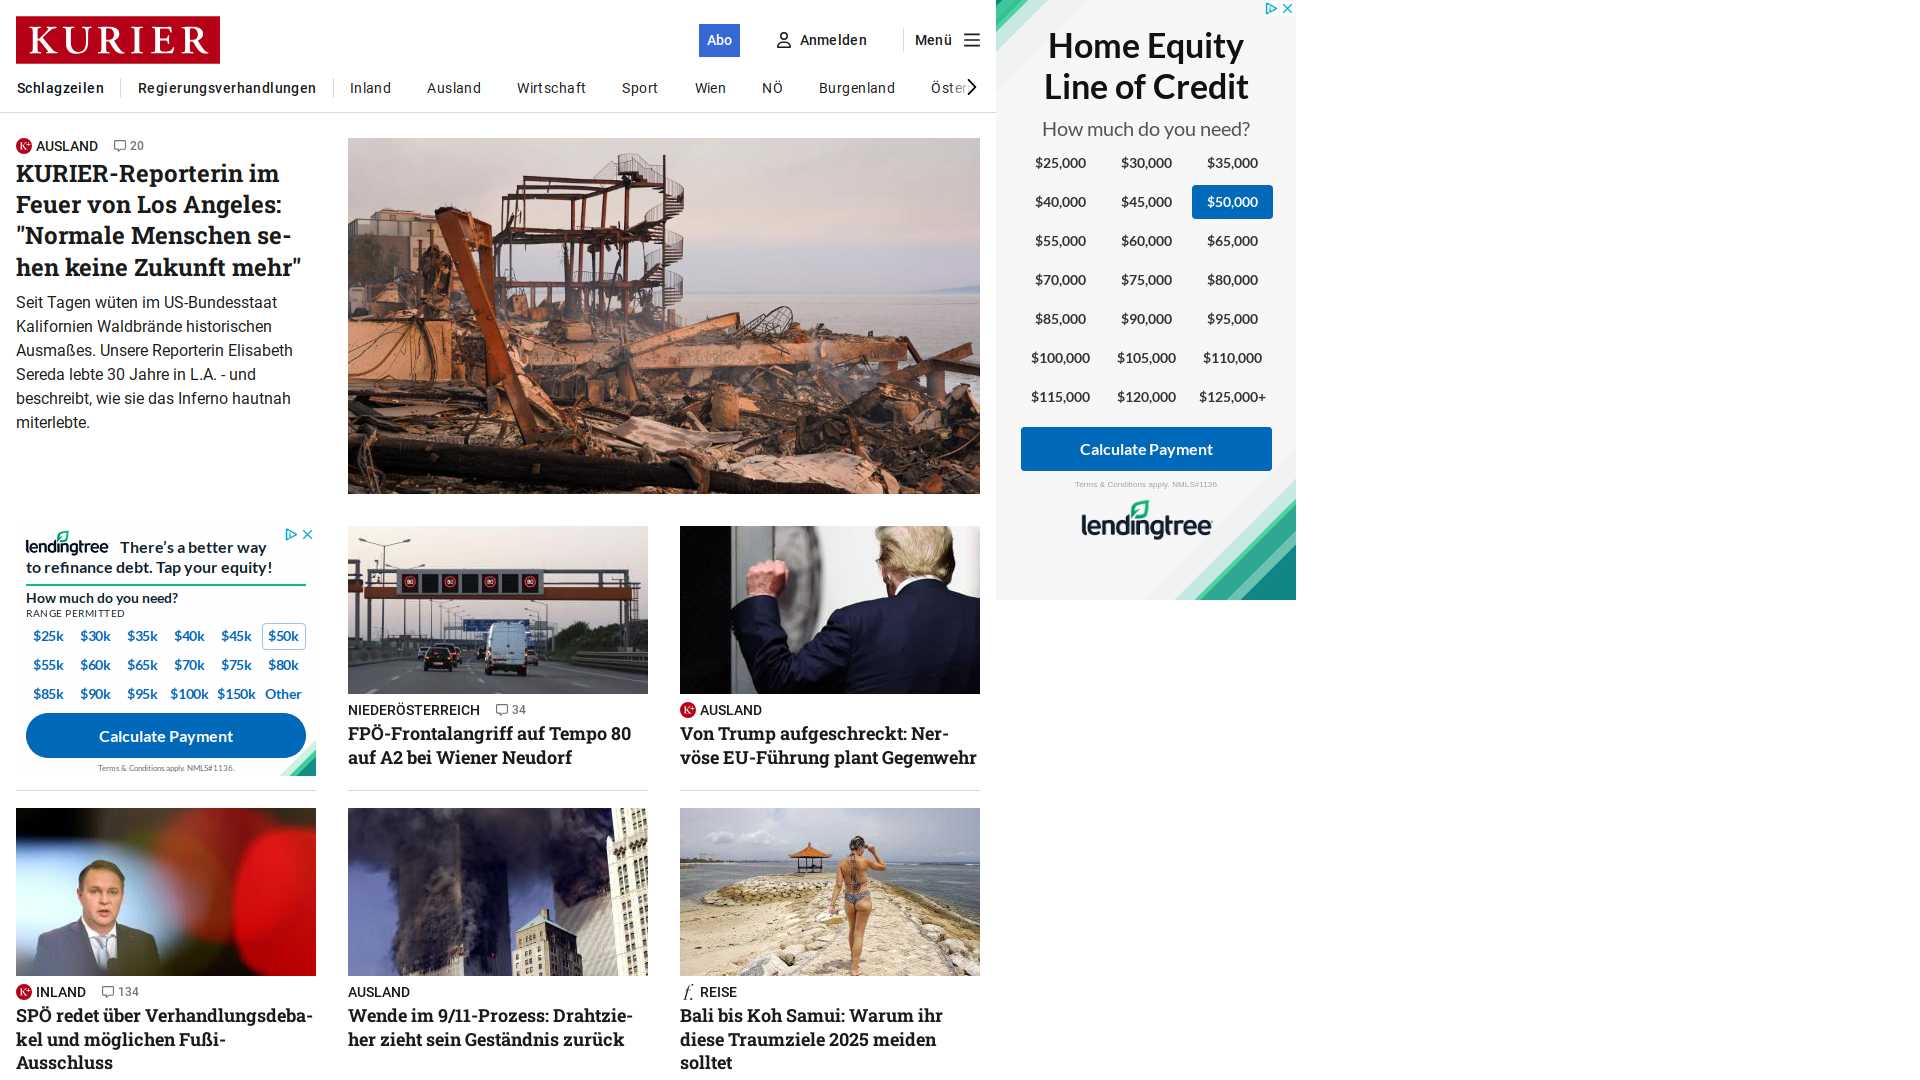 KURIER
Abo
Anmelden
Menü
Schlagzeilen
Regierungsverhandlungen
Inland
Ausland
Wirtschaft
Sport
Wien
NÖ
Burgenland
Öster
AUSLAND 20
KURIER-Reporterin im
Feuer von Los Angeles:
"Normale Menschen se-
hen keine Zukunft mehr"
Seit Tagen wüten im US-Bundesstaat
Kalifornien Waldbrände historischen
Ausmaßes. Unsere Reporterin Elisabeth
Sereda lebte 30 Jahre in L.A. - und
beschreibt, wie sie das Inferno hautnah
miterlebte.
lendingtree There's a better way
to refinance debt. Tap your equity!
How much do you need?
RANGE PERMITTED
$25k $30k $35k $40k $45k $50k
$55k $60k $65k $70k $75k $80k
$85k $90k $95k $100k $150k Other
Calculate Payment
Terms & Conditions apply. NMLS#1136.
NIEDERÖSTERREICH 34
FPÖ-Frontalangriff auf Tempo 80
auf A2 bei Wiener Neudorf
K+ AUSLAND
Von Trump aufgeschreckt: Ner-
vöse EU-Führung plant Gegenwehr
K+ INLAND 134
SPÖ redet über Verhandlungsdeba-
kel und möglichen Fußi-
Ausschluss
AUSLAND
Wende im 9/11-Prozess: Drahtzie-
her zieht sein Geständnis zurück
f. REISE
Bali bis Koh Samui: Warum ihr
diese Traumziele 2025 meiden
solltet
Home Equity
Line of Credit
How much do you need?
$25,000 $30,000 $35,000
$40,000 $45,000 $50,000
$55,000 $60,000 $65,000
$70,000 $75,000 $80,000
$85,000 $90,000 $95,000
$100,000 $105,000 $110,000
$115,000 $120,000 $125,000+
Calculate Payment
Terms & Conditions apply. NMLS#1136
lendingtree